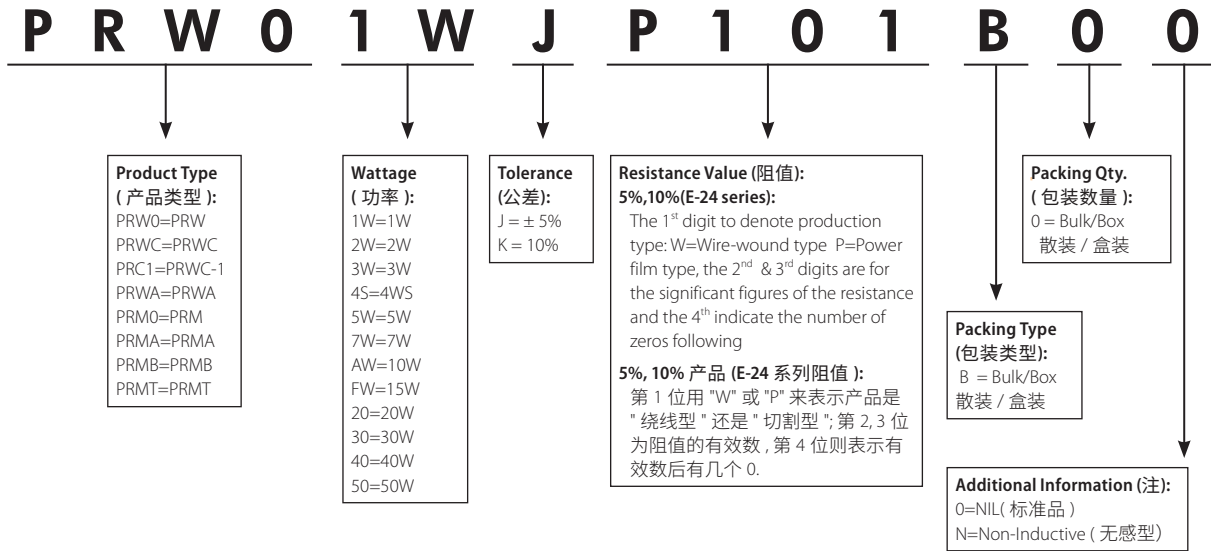 P R W 0 1 W J P 1 0 1 B 0 0
Product Type
( 产品类型 ):
PRW0=PRW
PRWC=PRWC
PRC1=PRWC-1
PRWA=PRWA
PRM0=PRM
PRMA=PRMA
PRMB=PRMB
PRMT=PRMT
Wattage
( 功率 ):
1W=1W
2W=2W
3W=3W
4S=4WS
5W=5W
7W=7W
AW=10W
FW=15W
20=20W
30=30W
40=40W
50=50W
Tolerance
(公差):
J = ± 5%
K = 10%
Resistance Value (阻值):
5%,10%(E-24 series):
The 1st digit to denote production
type: W=Wire-wound type P=Power
film type, the 2nd & 3rd digits are for
the significant figures of the resistance
and the 4th indicate the number of
zeros following
5%, 10% 产品 (E-24 系列阻值 ):
第 1 位用 "W" 或 "P" 来表示产品是
" 绕线型 " 还是 " 切割型 "; 第 2, 3 位
为阻值的有效数 , 第 4 位则表示有
效数后有几个 0.
Packing Type
(包装类型):
B = Bulk/Box
散装 / 盒装
Packing Qty.
( 包装数量 ):
0 = Bulk/Box
散装 / 盒装
Additional Information (注):
0=NIL( 标准品 )
N=Non-Inductive ( 无感型）